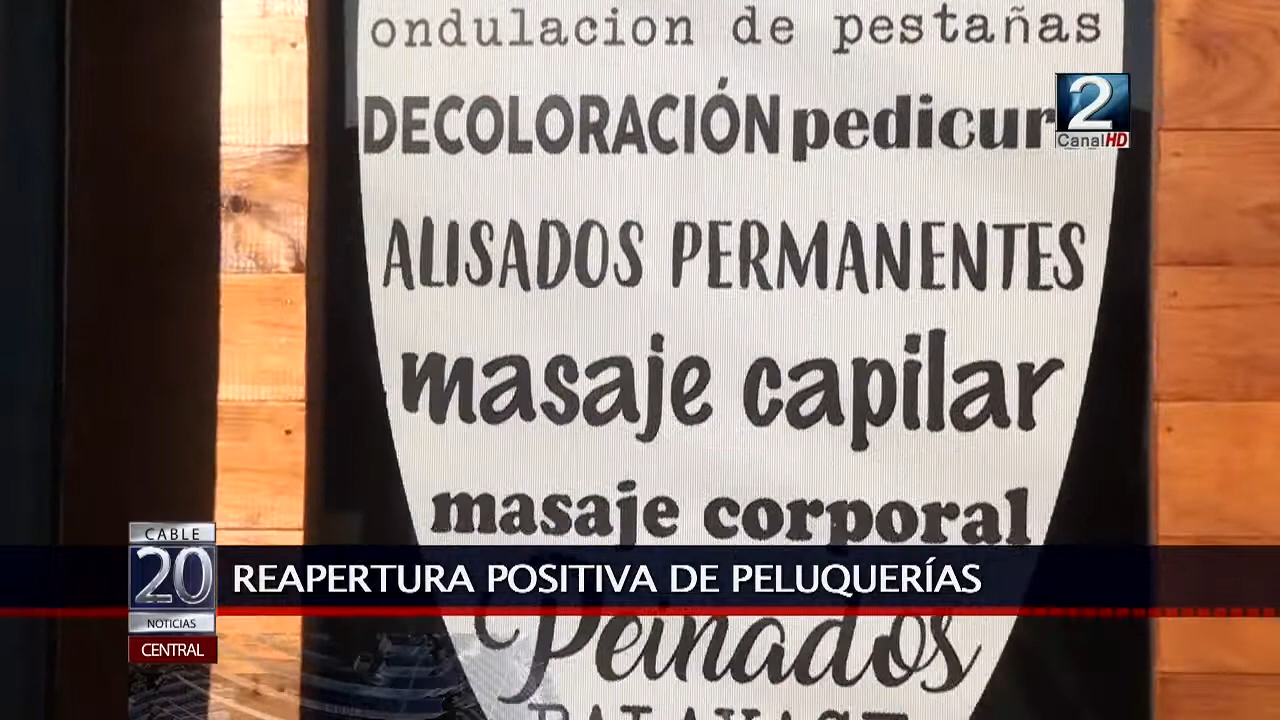 ondulacion de pestañas
DECOLORACIÓN pedicur
2
CanalHD
ALISADOS PERMANENTES
masaje capilar
masaje corporal
CABLE
20
NOTICIAS
CENTRAL
REAPERTURA POSITIVA DE PELUQUERÍAS
Peinados